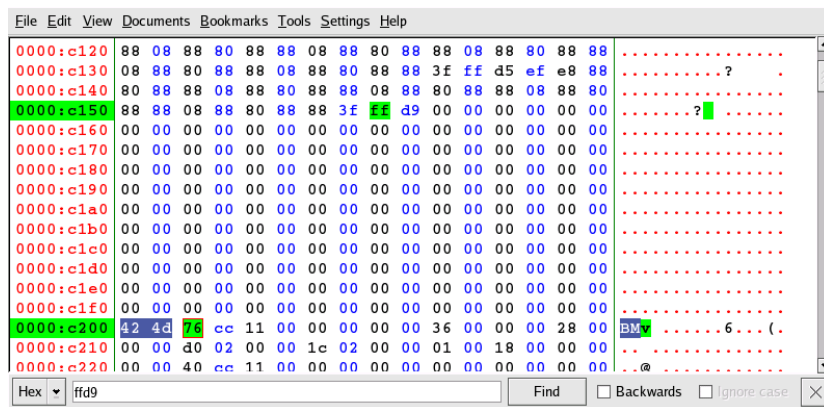 File Edit View Documents Bookmarks Tools Settings Help
0000:c120 88 08 88 80 88 88 08 88 80 88 88 08 88 80 88 88 ................
0000:c130 08 88 80 88 88 08 88 80 88 88 3f ff d5 ef e8 88 ..........? .
0000:c140 80 88 88 08 88 80 88 88 08 88 80 88 88 08 88 80 ................
0000:c150 88 88 08 88 80 88 88 3f ff d9 00 00 00 00 00 00 .......? ......
0000:c160 00 00 00 00 00 00 00 00 00 00 00 00 00 00 00 00 ................
0000:c170 00 00 00 00 00 00 00 00 00 00 00 00 00 00 00 00 ................
0000:c180 00 00 00 00 00 00 00 00 00 00 00 00 00 00 00 00 ................
0000:c190 00 00 00 00 00 00 00 00 00 00 00 00 00 00 00 00 ................
0000:c1a0 00 00 00 00 00 00 00 00 00 00 00 00 00 00 00 00 ................
0000:c1b0 00 00 00 00 00 00 00 00 00 00 00 00 00 00 00 00 ................
0000:c1c0 00 00 00 00 00 00 00 00 00 00 00 00 00 00 00 00 ................
0000:c1d0 00 00 00 00 00 00 00 00 00 00 00 00 00 00 00 00 ................
0000:c1e0 00 00 00 00 00 00 00 00 00 00 00 00 00 00 00 00 ................
0000:c1f0 00 00 00 00 00 00 00 00 00 00 00 00 00 00 00 00 ................
0000:c200 42 4d 76 cc 11 00 00 00 00 00 36 00 00 00 28 00 BMv ......6...(.
0000:c210 00 00 d0 02 00 00 1c 02 00 00 01 00 18 00 00 00 .. .............
0000:c220 00 00 40 cc 11 00 00 00 00 00 00 00 00 00 00 00 ..@ ............
Hex ffd9 Find Backwards Ignore case